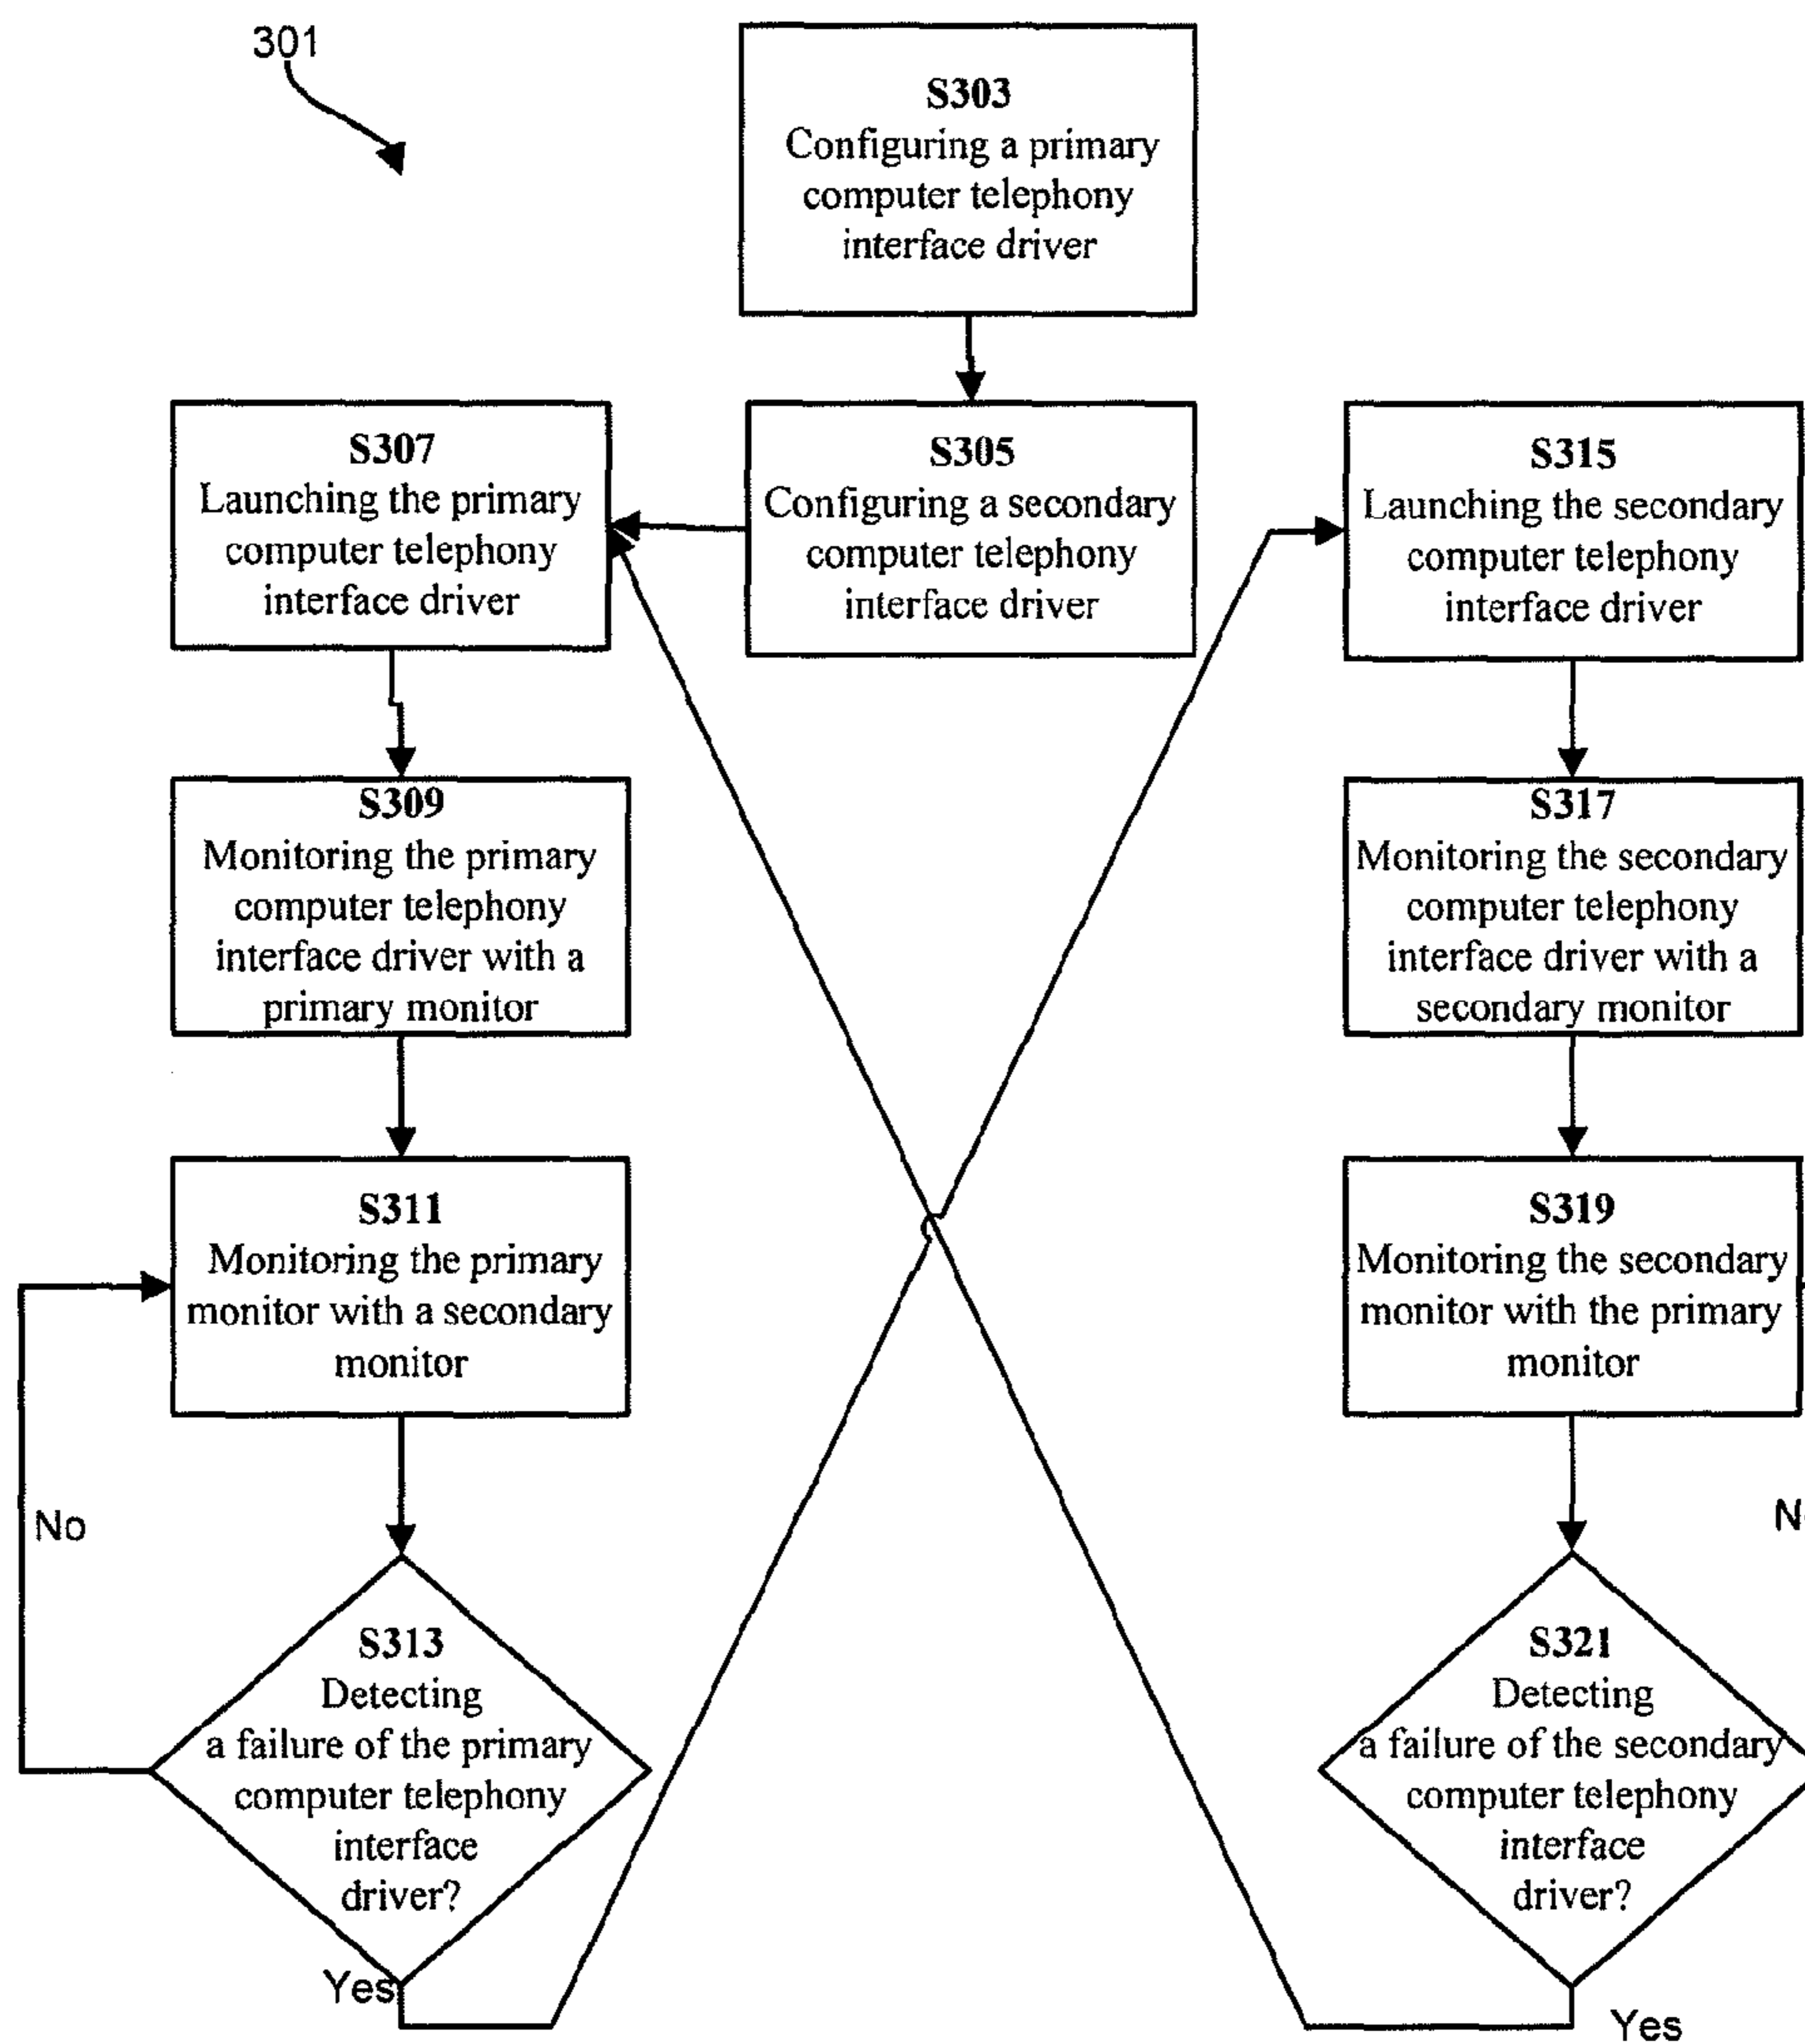 301
S303
Configuring a primary
computer telephony
interface driver
S307
Launching the primary
computer telephony
interface driver
S305
Configuring a secondary
computer telephony
interface driver
S315
Launching the secondary
computer telephony
interface driver
S309
Monitoring the primary
computer telephony
interface driver with a
primary monitor
S317
Monitoring the secondary
computer telephony
interface driver with a
secondary monitor
S311
Monitoring the primary
monitor with a secondary
monitor
S319
Monitoring the secondary
monitor with the primary
monitor
No
S313
Detecting
a failure of the primary
computer telephony
interface
driver?
S321
Detecting
a failure of the secondary
computer telephony
interface
driver?
Yes
Yes